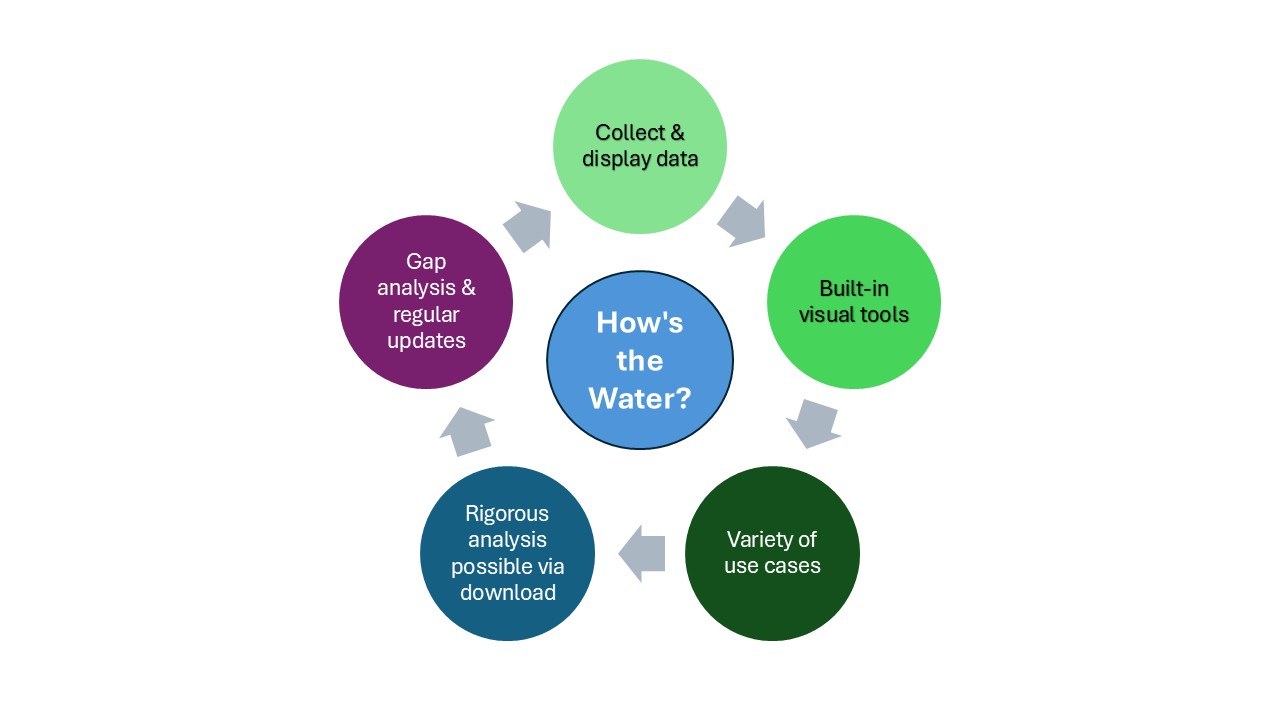 Collect &
display data
Built-in
visual tools
Variety of
use cases
Rigorous
analysis
possible via
download
Gap
analysis &
regular
updates
How's
the
Water?